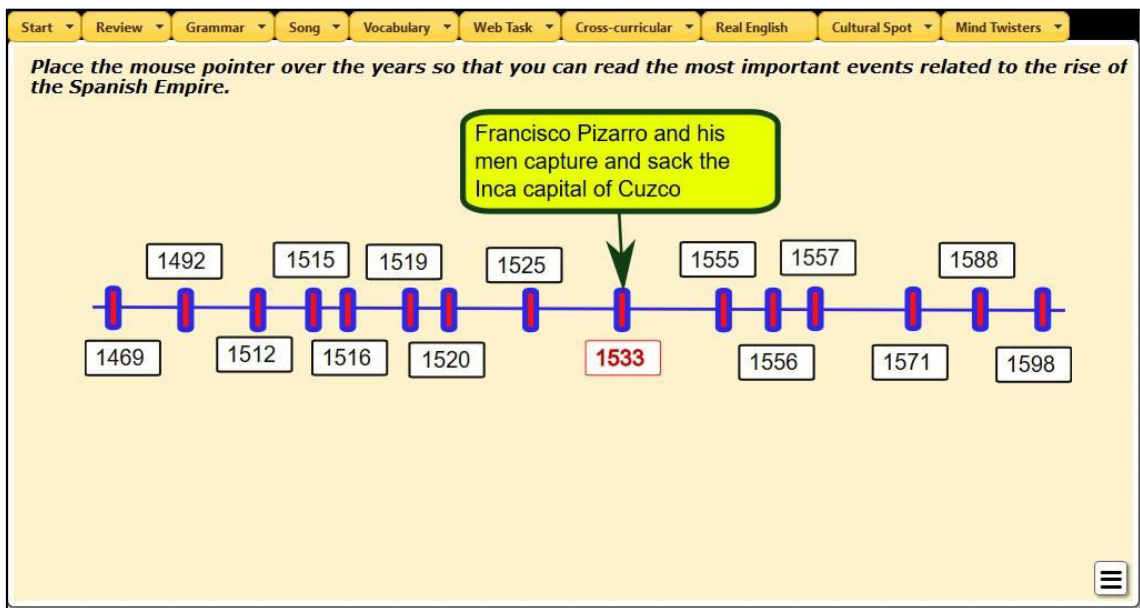 Start Review Grammar Song Vocabulary Web Task Cross-curricular Real English Cultural Spot Mind Twisters
Place the mouse pointer over the years so that you can read the most important events related to the rise of
the Spanish Empire.
Francisco Pizarro and his
men capture and sack the
Inca capital of Cuzco
1492 1515 1519 1525 1555 1557 1588
1469 1512 1516 1520 1533 1556 1571 1598